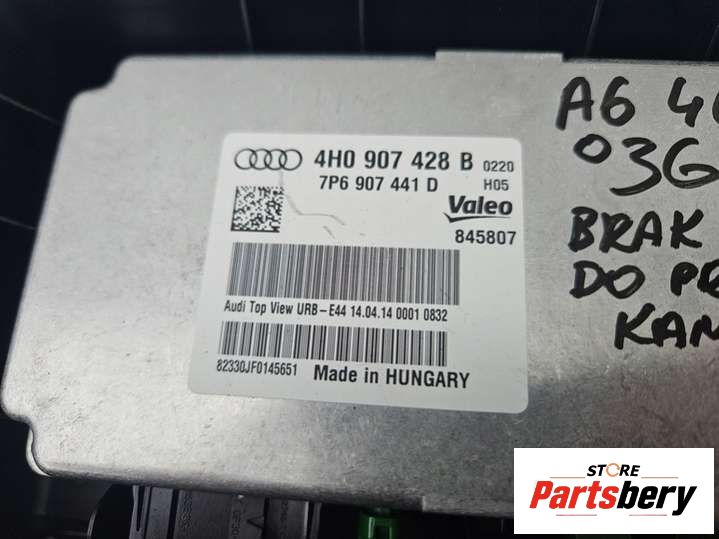 4H0 907 428 B 0220
7P6 907 441 D H05
Valeo
845807
Audi Top View URB-E44 14.04.14 0001 0832
82330JF0145651 Made in HUNGARY
A6
03G
BRAK
DO
STORE
Partsbery